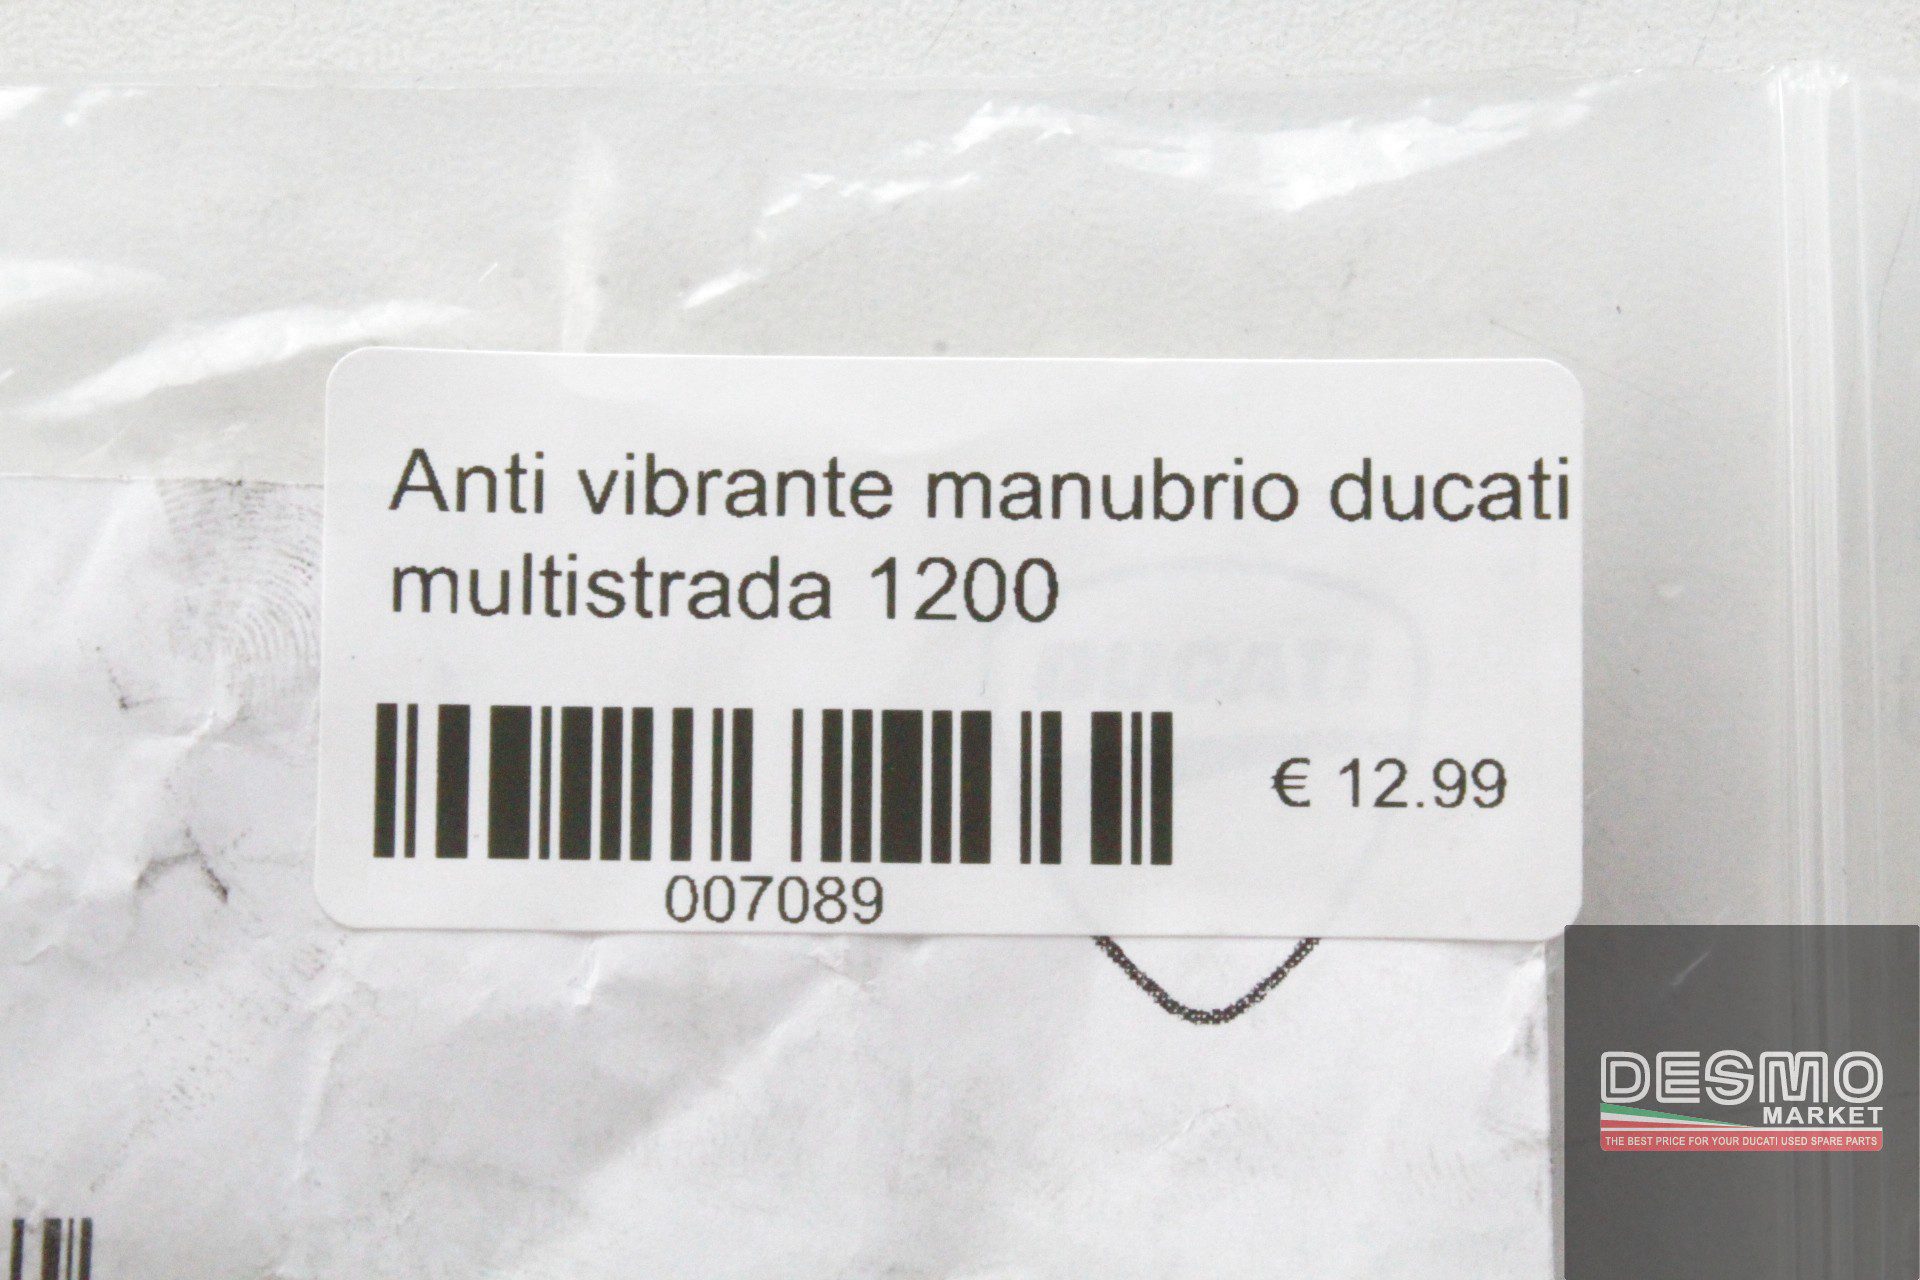 Anti vibrante manubrio ducati
multistrada 1200
€ 12.99
007089
DUCATI
DESMO
MARKET
THE BEST PRICE FOR YOUR DUCATI USED SPARE PARTS